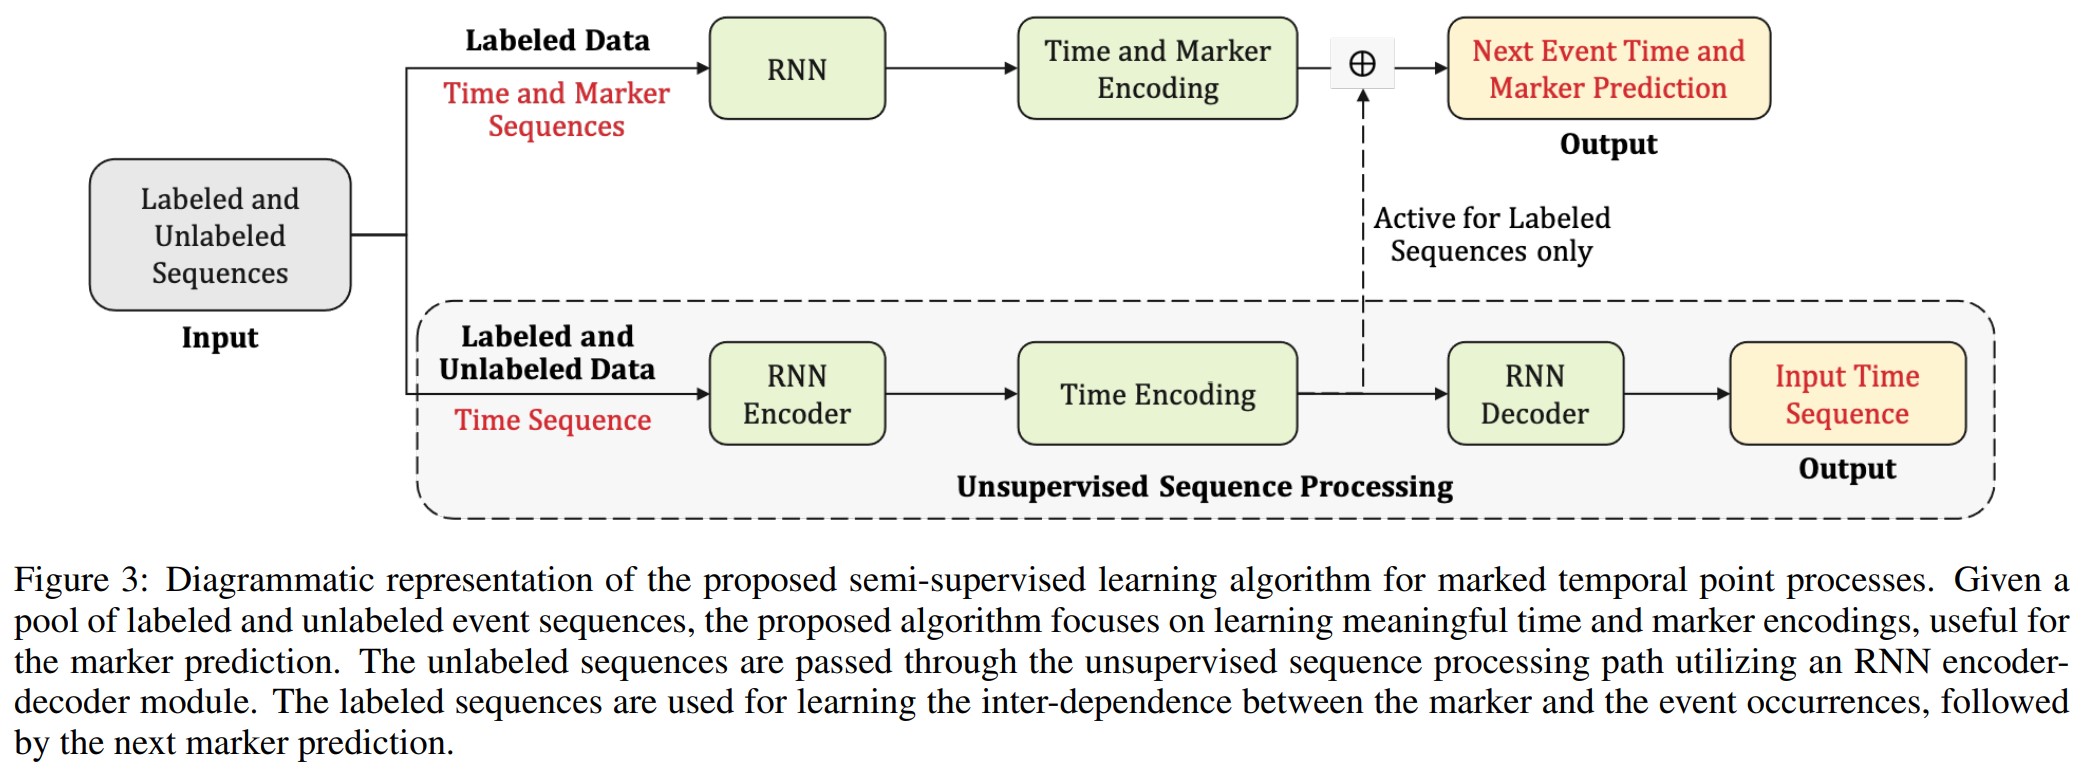 Labeled Data
Time and Marker
Sequences
RNN
Time and Marker
Encoding
⊕
Next Event Time and
Marker Prediction
Output
Labeled and
Unlabeled
Sequences
Input
Active for Labeled
Sequences only
Labeled and
Unlabeled Data
Time Sequence
RNN
Encoder
Time Encoding
RNN
Decoder
Input Time
Sequence
Output
Unsupervised Sequence Processing
Figure 3: Diagrammatic representation of the proposed semi-supervised learning algorithm for marked temporal point processes. Given a
pool of labeled and unlabeled event sequences, the proposed algorithm focuses on learning meaningful time and marker encodings, useful for
the marker prediction. The unlabeled sequences are passed through the unsupervised sequence processing path utilizing an RNN encoder-
decoder module. The labeled sequences are used for learning the inter-dependence between the marker and the event occurrences, followed
by the next marker prediction.